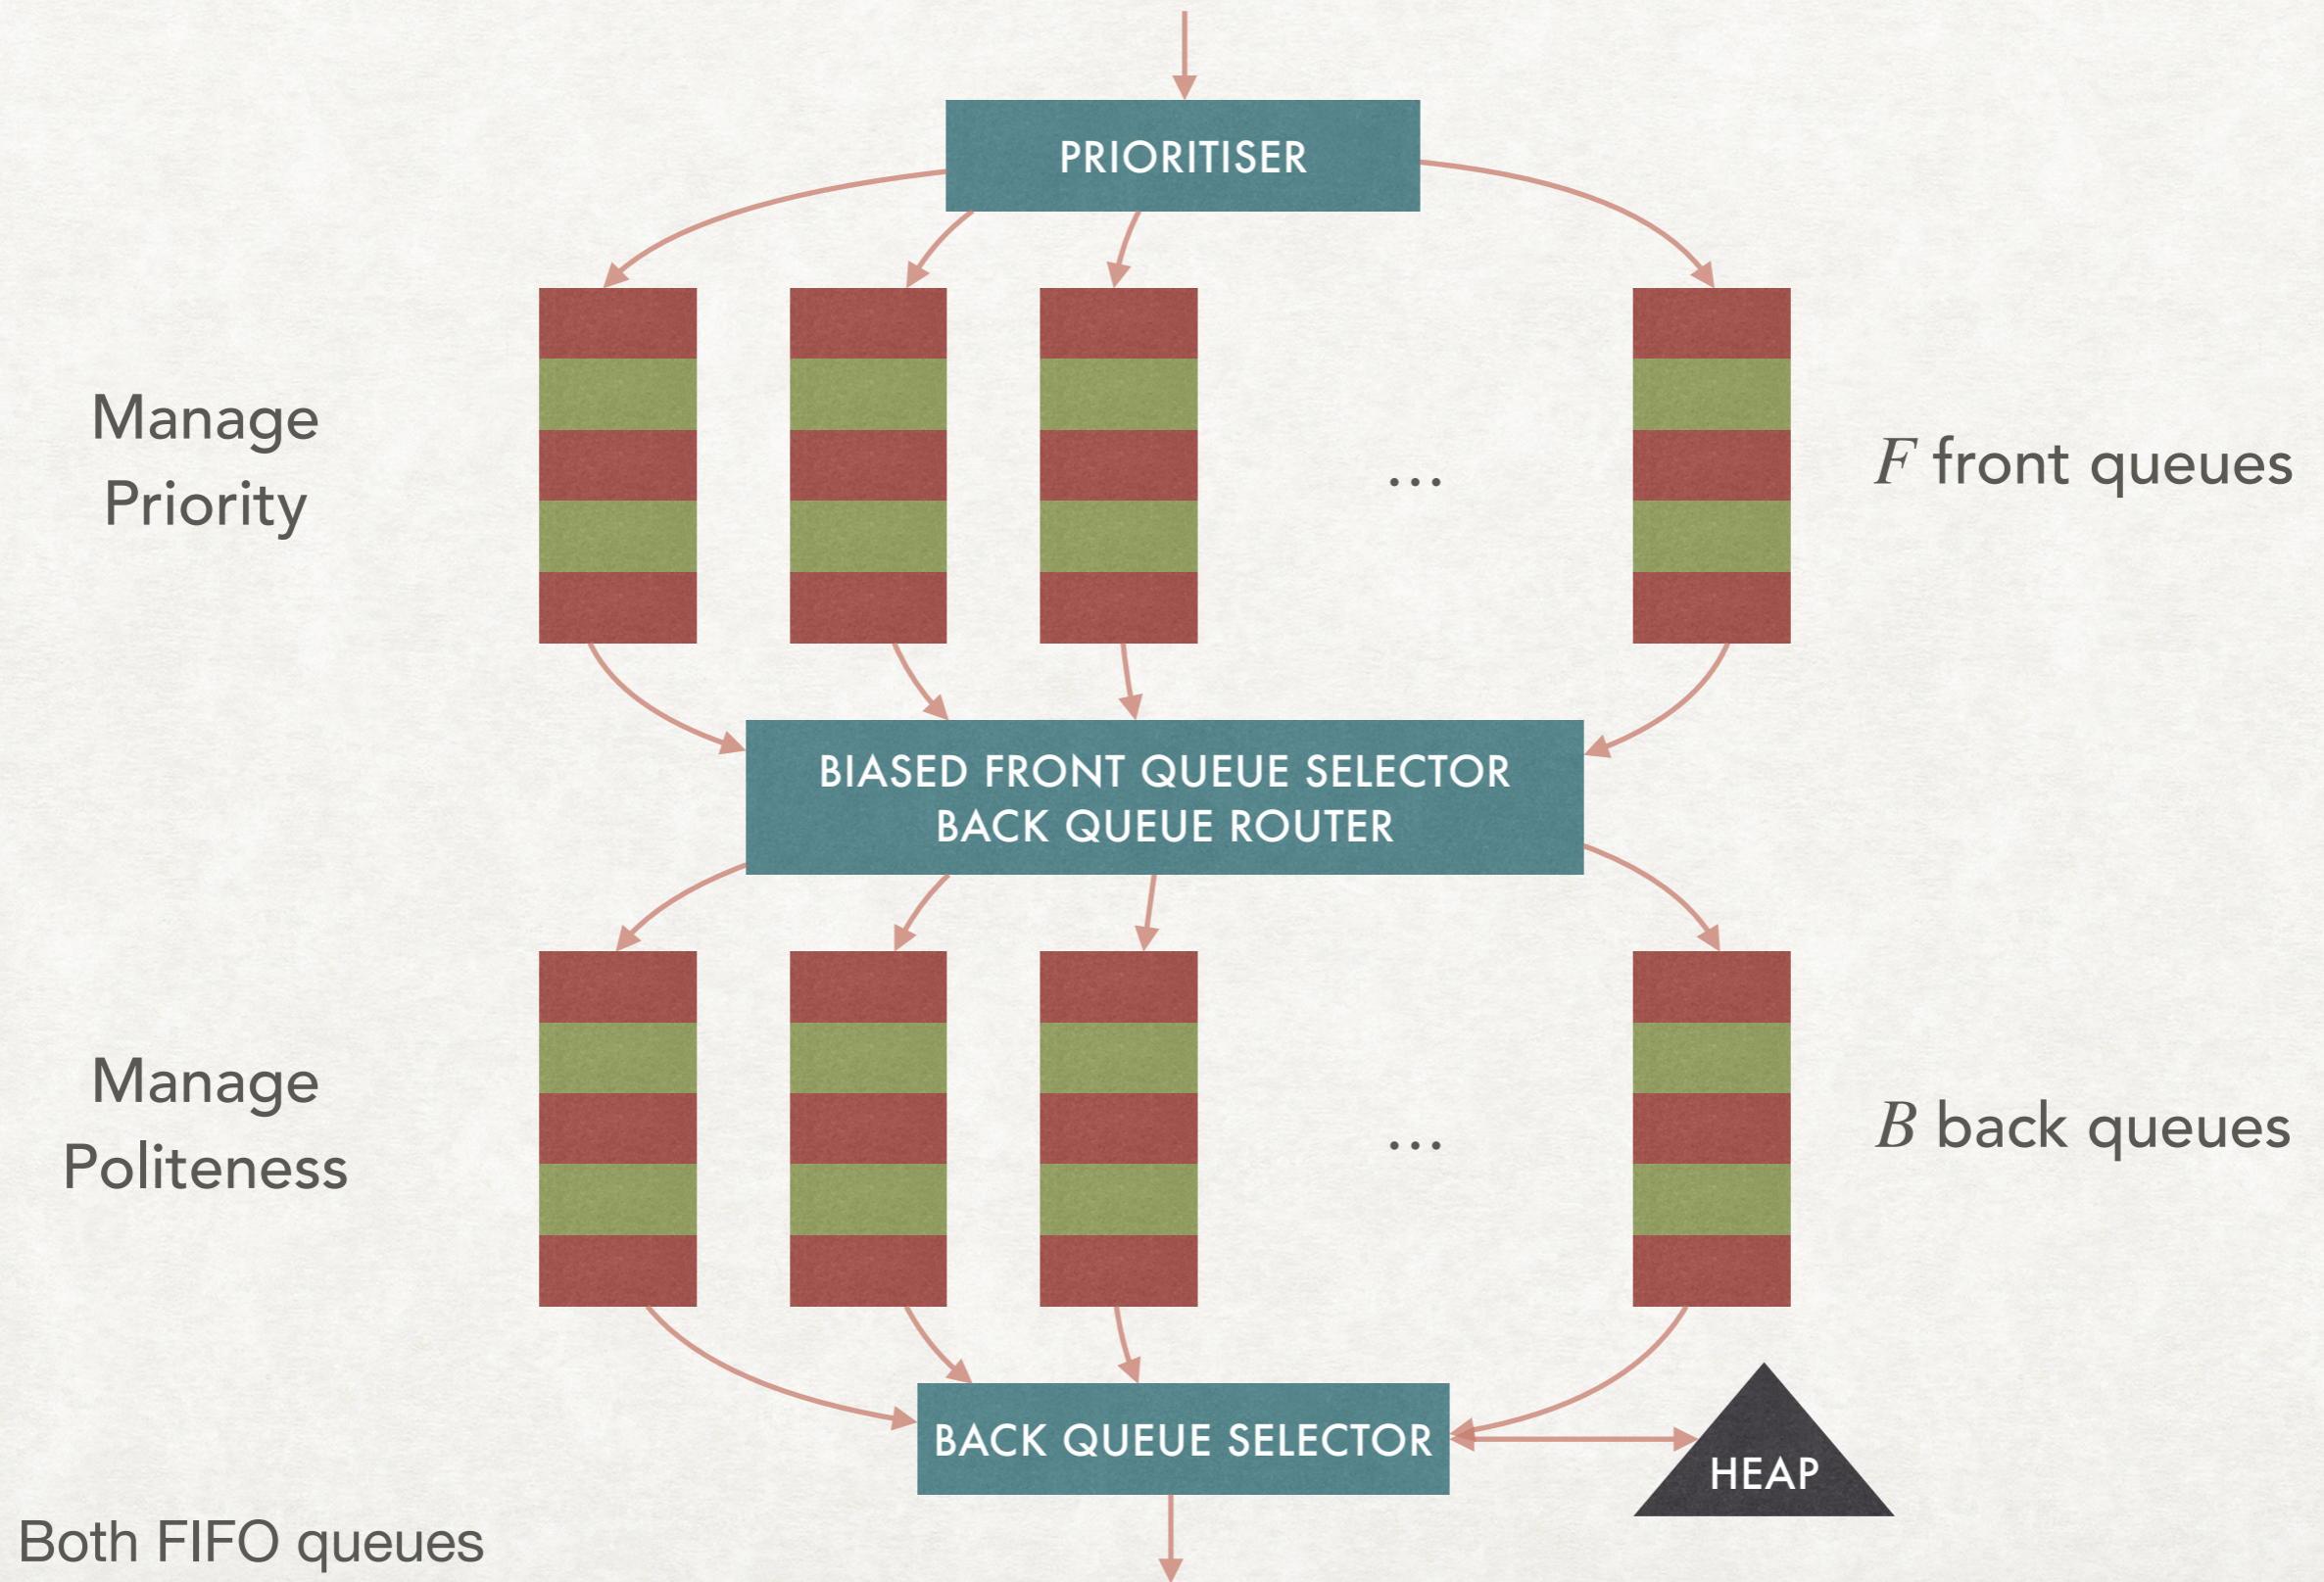 PRIORITISER
Manage
Priority
...
F front queues
BIASED FRONT QUEUE SELECTOR
BACK QUEUE ROUTER
Manage
Politeness
...
B back queues
BACK QUEUE SELECTOR
HEAP
Both FIFO queues